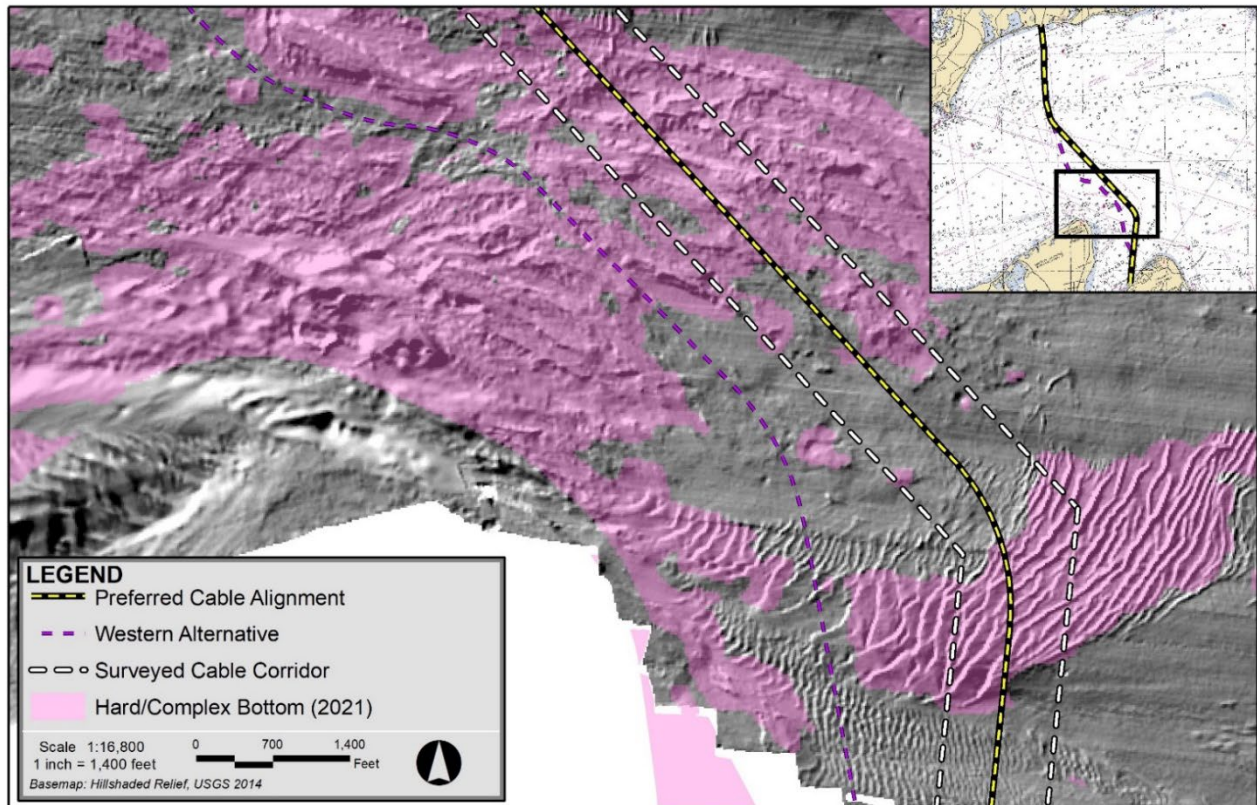 LEGEND
Preferred Cable Alignment
Western Alternative
Surveyed Cable Corridor
Hard/Complex Bottom (2021)
Scale 1:16,800
1 inch = 1,400 feet
0 700 1,400
Feet
Basemap: Hillshaded Relief, USGS 2014